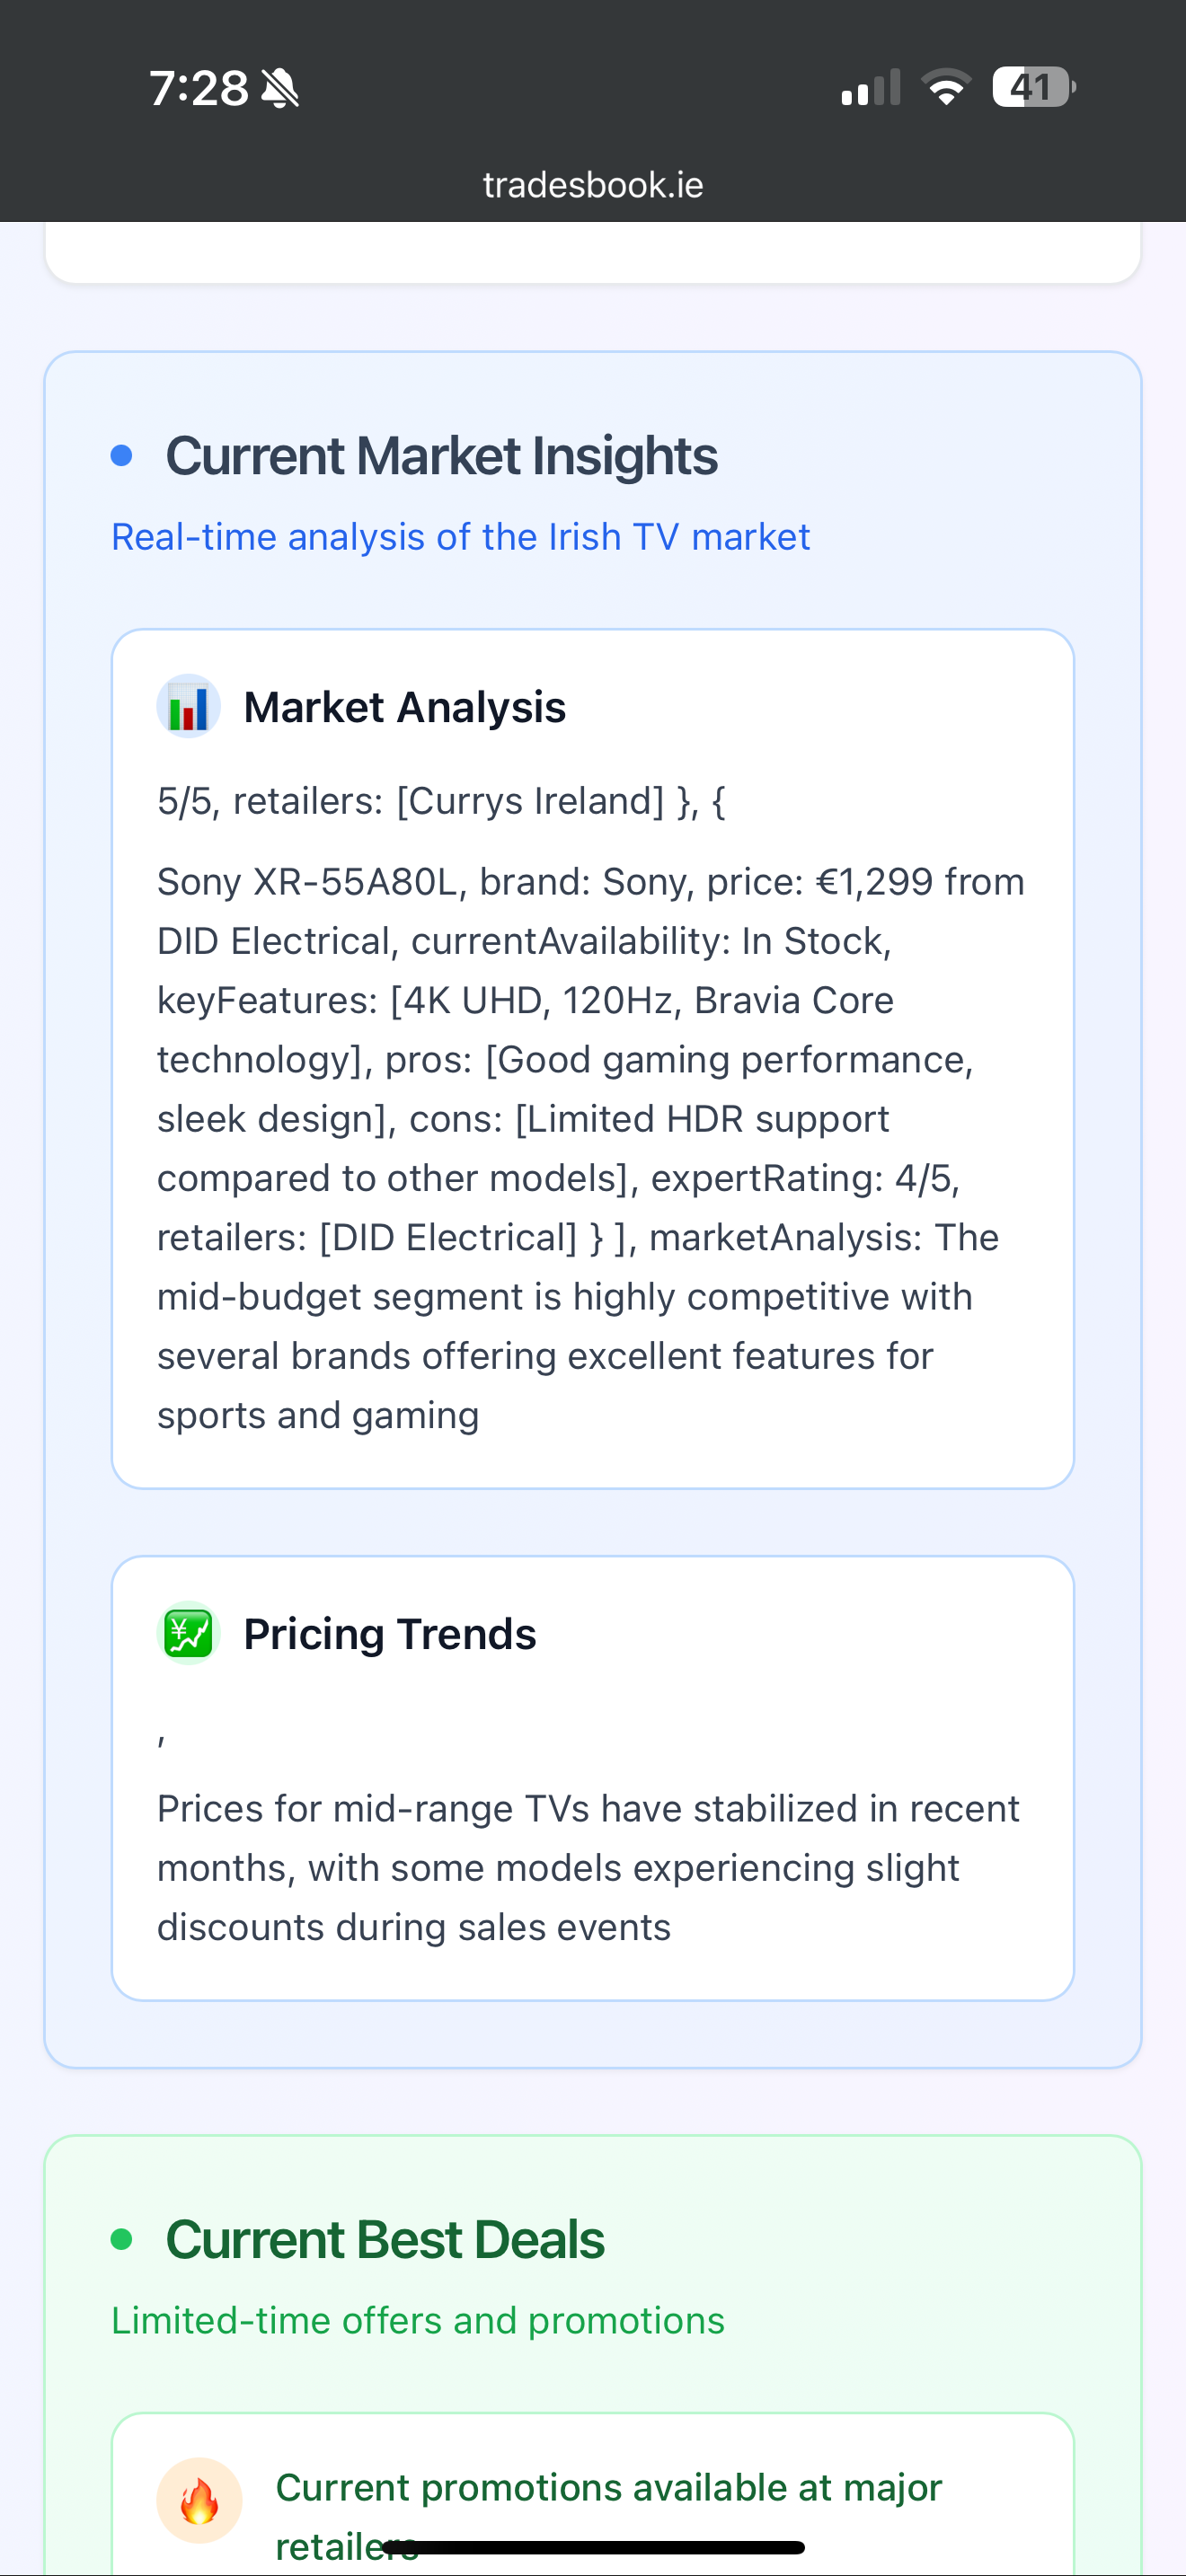 7:28
41
tradesbook.ie
Current Market Insights
Real-time analysis of the Irish TV market
Market Analysis
5/5, retailers: [Currys Ireland] }, {
Sony XR-55A80L, brand: Sony, price: €1,299 from
DID Electrical, currentAvailability: In Stock,
keyFeatures: [4K UHD, 120Hz, Bravia Core
technology], pros: [Good gaming performance,
sleek design], cons: [Limited HDR support
compared to other models], expertRating: 4/5,
retailers: [DID Electrical] } ], marketAnalysis: The
mid-budget segment is highly competitive with
several brands offering excellent features for
sports and gaming
Pricing Trends
,
Prices for mid-range TVs have stabilized in recent
months, with some models experiencing slight
discounts during sales events
Current Best Deals
Limited-time offers and promotions
Current promotions available at major
retailers